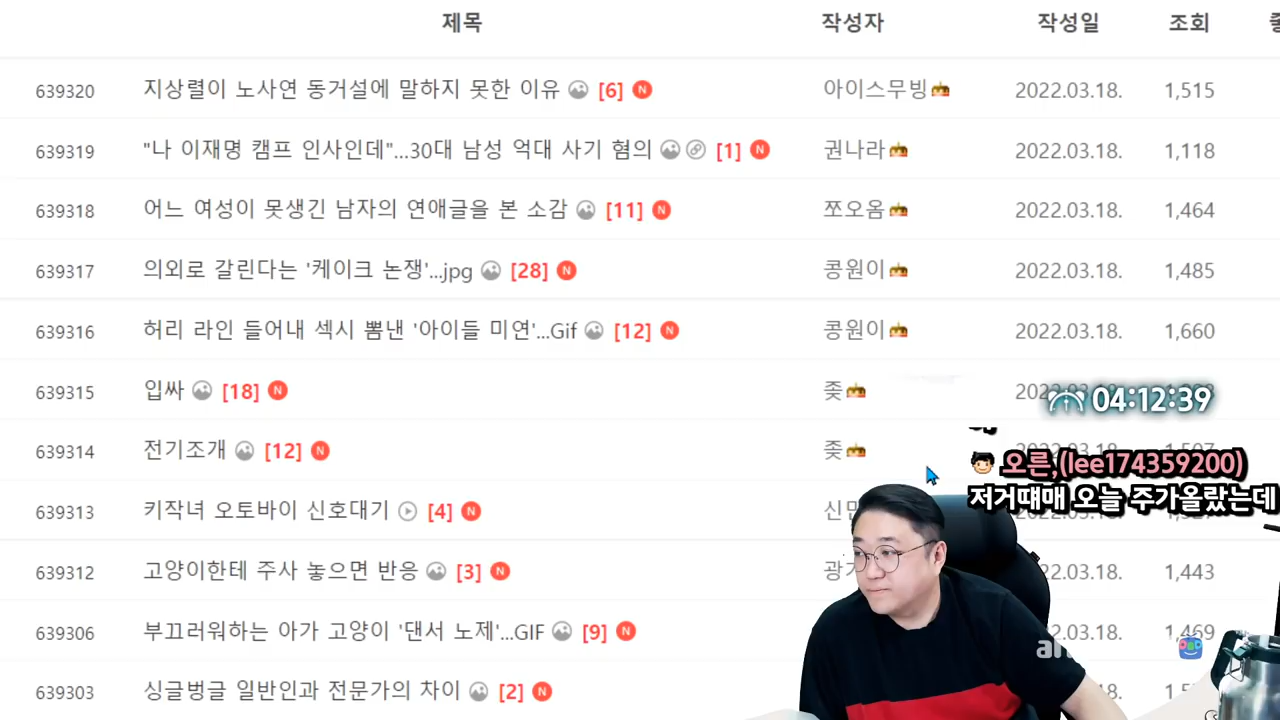 제목 작성자 작성일 조회
639320 지상렬이 노사연 동거설에 말하지 못한 이유 [6] N 아이스무빙 2022.03.18. 1,515
639319 "나 이재명 캠프 인사인데"...30대 남성 억대 사기 혐의 [1] N 권나라 2022.03.18. 1,118
639318 어느 여성이 못생긴 남자의 연애글을 본 소감 [11] N 쪼오옴 2022.03.18. 1,464
639317 의외로 갈린다는 '케이크 논쟁'...jpg [28] N 콩원이 2022.03.18. 1,485
639316 허리 라인 들어내 섹시 뽐낸 '아이들 미연'...Gif [12] N 콩원이 2022.03.18. 1,660
639315 입싸 [18] N 좆
04:12:39
639314 전기조개 [12] N 좆
오른,(lee174359200)
저거떄매 오늘 주가올랐는데
639313 키작녀 오토바이 신호대기 [4] N
639312 고양이한테 주사 놓으면 반응 [3] N 22.03.18. 1,443
639306 부끄러워하는 아가 고양이 '댄서 노제'...GIF [9] N 2.03.18. 1,469
639303 싱글벙글 일반인과 전문가의 차이 [2] N